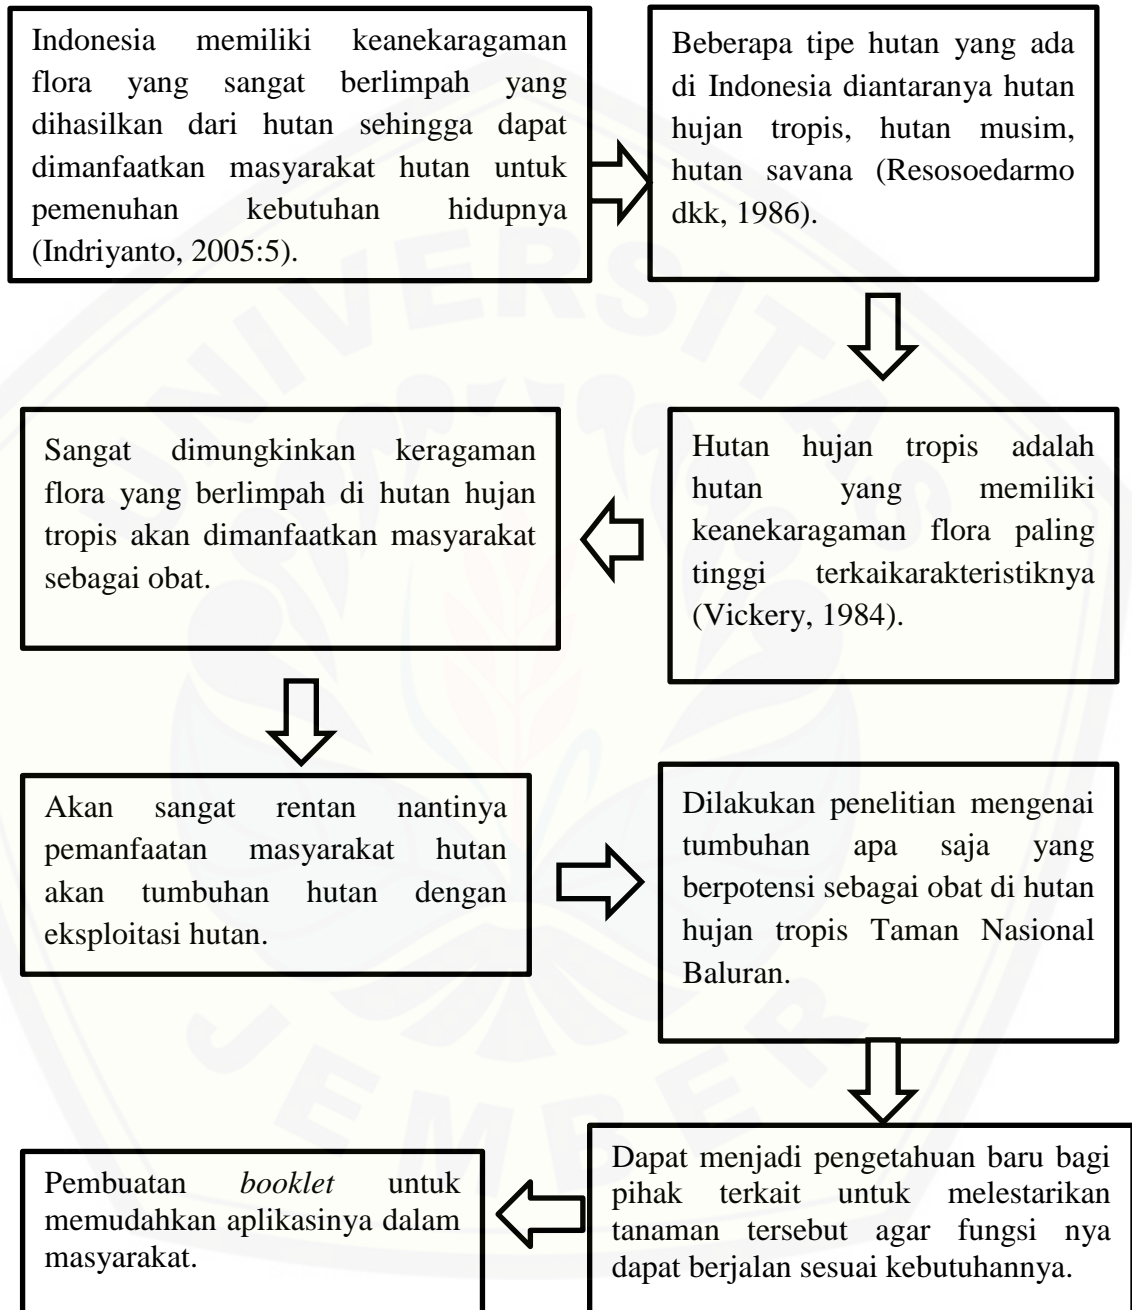 Indonesia memiliki keanekaragaman
flora yang sangat berlimpah yang
dihasilkan dari hutan sehingga dapat
dimanfaatkan masyarakat hutan untuk
pemenuhan kebutuhan hidupnya
(Indriyanto, 2005:5).
Beberapa tipe hutan yang ada
di Indonesia diantaranya hutan
hujan tropis, hutan musim,
hutan savana (Resosoedarmo
dkk, 1986).
Hutan hujan tropis adalah
hutan yang memiliki
keanekaragaman flora paling
tinggi terkaikarakteristiknya
(Vickery, 1984).
Sangat dimungkinkan keragaman
flora yang berlimpah di hutan hujan
tropis akan dimanfaatkan masyarakat
sebagai obat.
Akan sangat rentan nantinya
pemanfaatan masyarakat hutan
akan tumbuhan hutan dengan
eksploitasi hutan.
Dilakukan penelitian mengenai
tumbuhan apa saja yang
berpotensi sebagai obat di hutan
hujan tropis Taman Nasional
Baluran.
Dapat menjadi pengetahuan baru bagi
pihak terkait untuk melestarikan
tanaman tersebut agar fungsi nya
dapat berjalan sesuai kebutuhannya.
Pembuatan booklet untuk
memudahkan aplikasinya dalam
masyarakat.
UNIVERSITAS
JEMBER